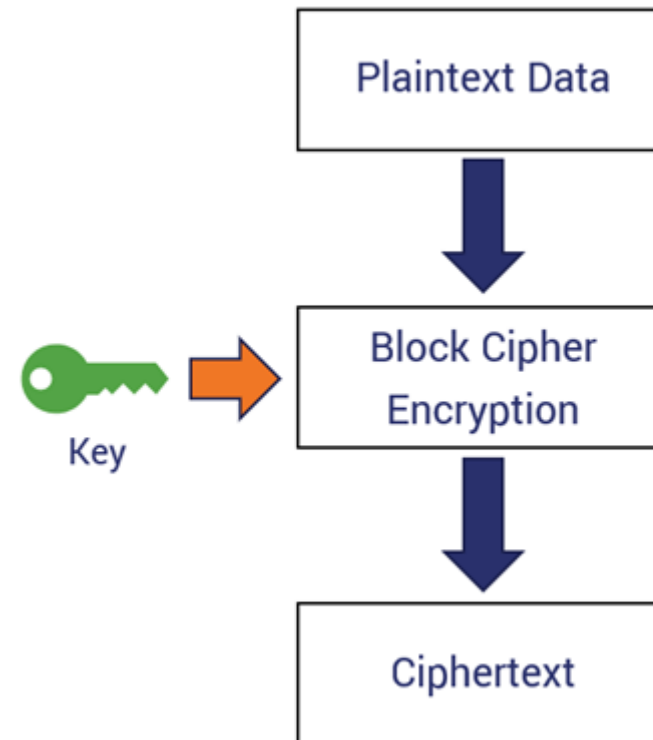 Plaintext Data
Block Cipher
Encryption
Key
Ciphertext